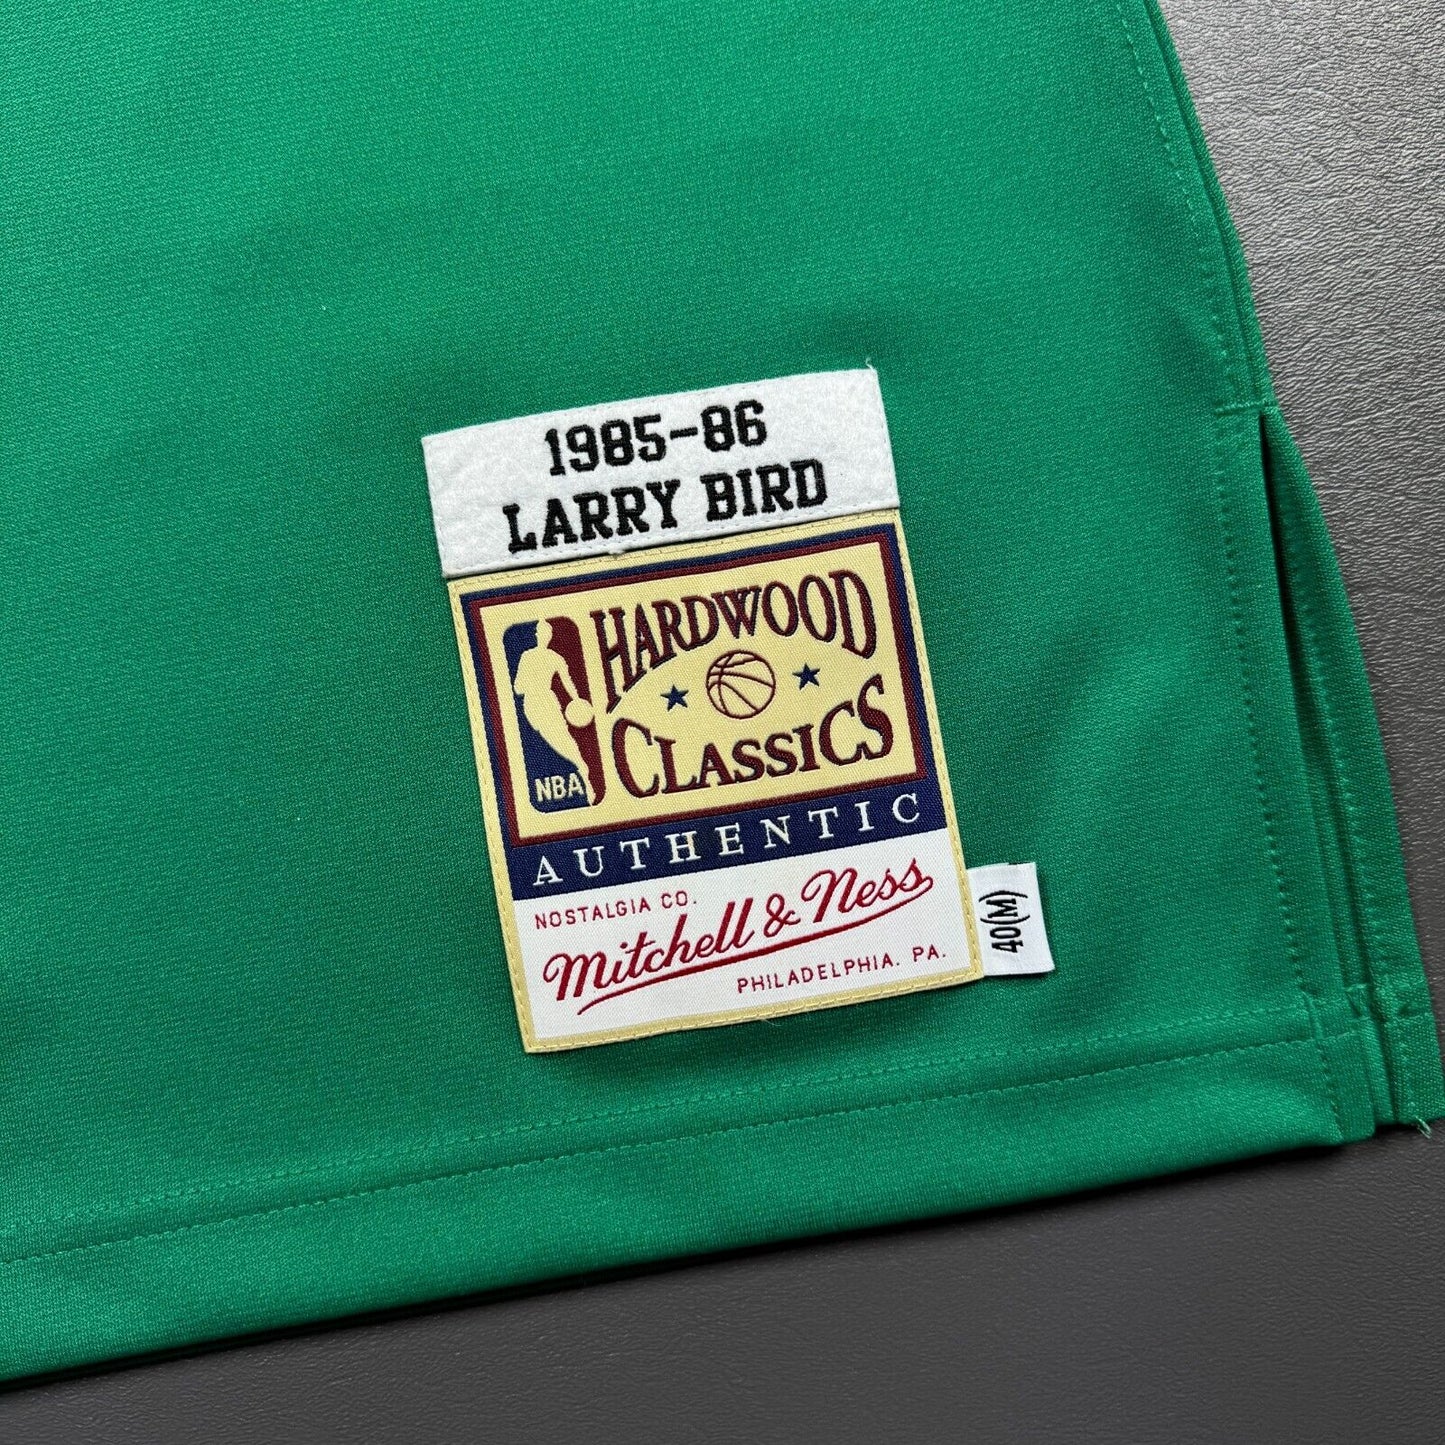 1985-86
LARRY BIRD
HARDWOOD
CLASSICS
NBA
AUTHENTIC
NOSTALGIA CO.
Mitchell & Ness
PHILADELPHIA. PA.
40(M)